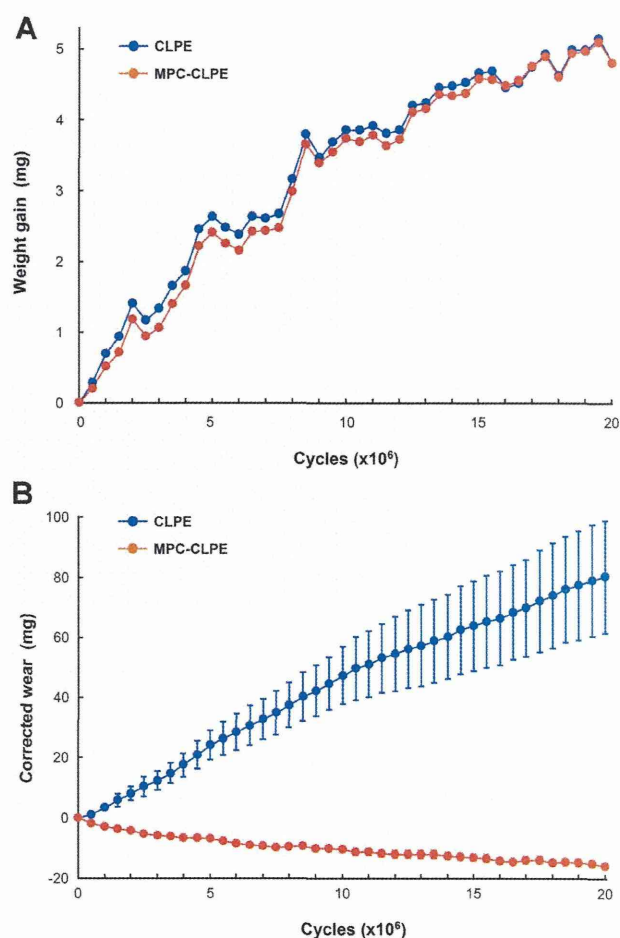 A
CLPE
MPC-CLPE
Weight gain (mg)
5
4
3
2
1
0
0 5 10 15 20
Cycles (x10⁶)
B
CLPE
MPC-CLPE
Corrected wear (mg)
100
80
60
40
20
0
-20
0 5 10 15 20
Cycles (x10⁶)